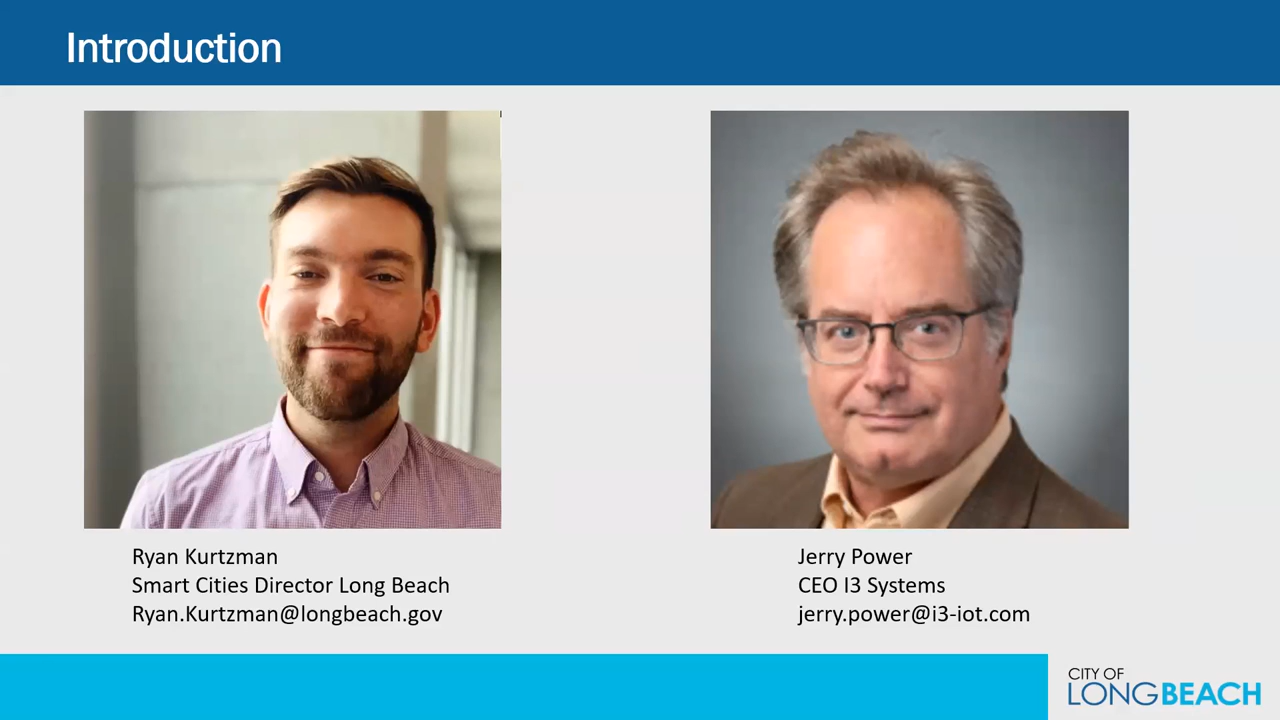 Introduction
Ryan Kurtzman
Smart Cities Director Long Beach
Ryan.Kurtzman@longbeach.gov
Jerry Power
CEO I3 Systems
jerry.power@i3-iot.com
CITY OF
LONGBEACH